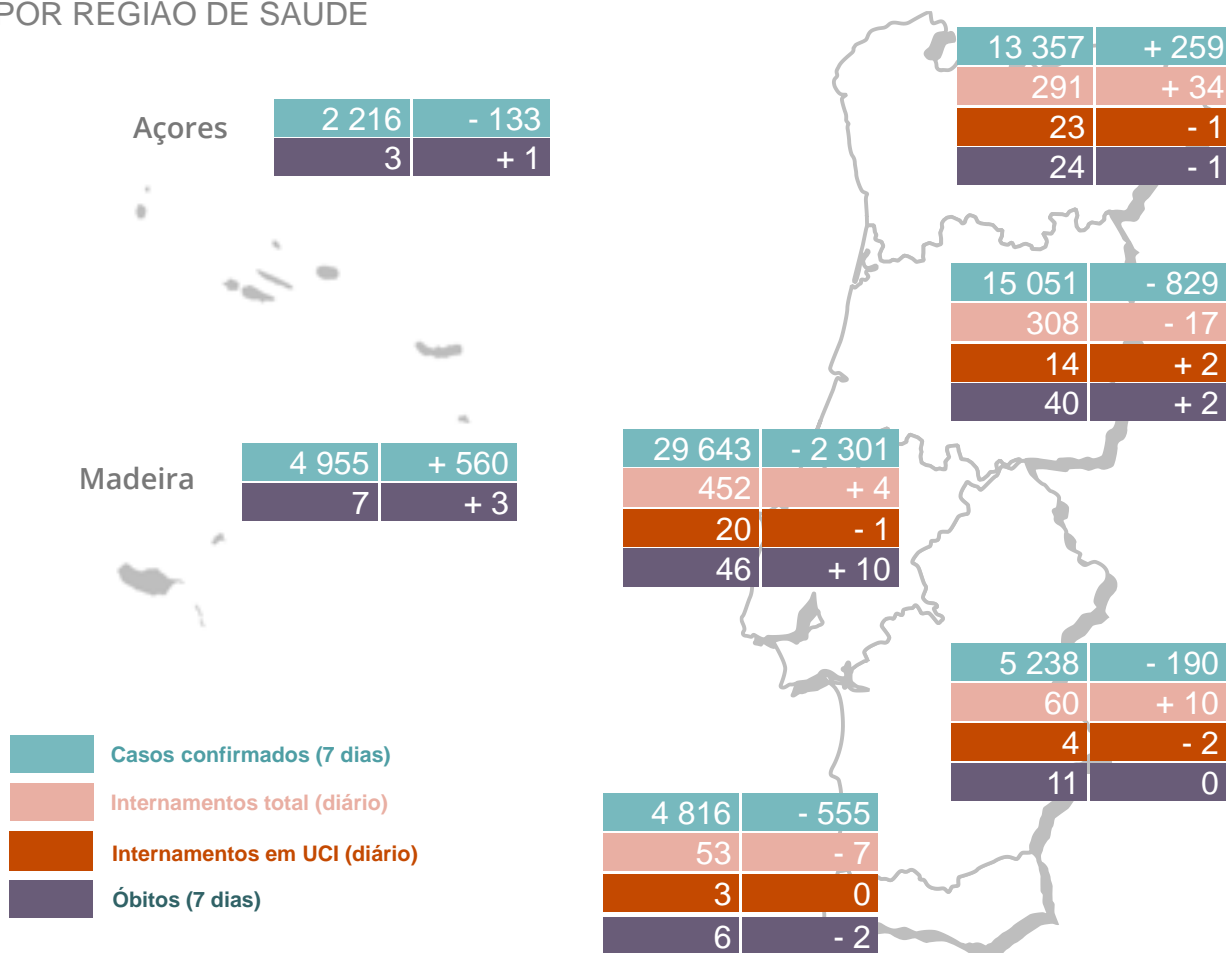 POR REGIÃO DE SAÚDE
13 357 + 259
291 + 34
23 - 1
24 - 1
Açores
2 216 - 133
3 + 1
15 051 - 829
308 - 17
14 + 2
40 + 2
29 643 - 2 301
452 + 4
20 - 1
46 + 10
Madeira
4 955 + 560
7 + 3
5 238 - 190
60 + 10
4 - 2
11 0
4 816 - 555
53 - 7
3 0
6 - 2
Casos confirmados (7 dias)
Internamentos total (diário)
Internamentos em UCI (diário)
Óbitos (7 dias)